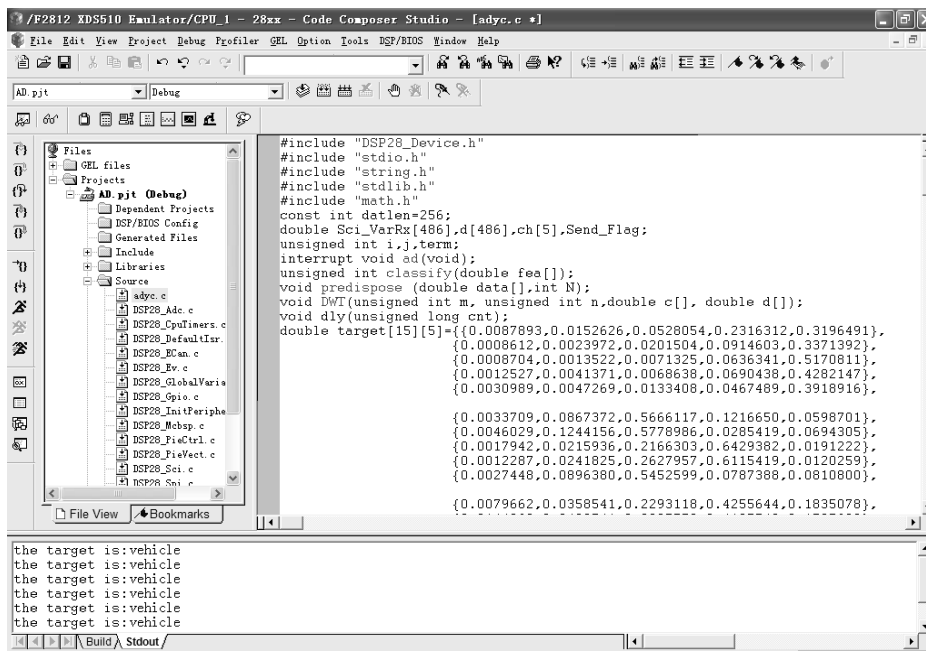 /F2812 XDS510 Emulator/CPU_1 - 28xx - Code Composer Studio - [adyc.c *]
File Edit View Project Debug Profiler GEL Option Tools DSP/BIOS Window Help
AD.pjt Debug
Files
GEL files
Projects
AD.pjt (Debug)
Dependent Projects
DSP/BIOS Config
Generated Files
Include
Libraries
Source
adyc.c
DSP28_Adc.c
DSP28_CpuTimers.c
DSP28_DefaultIsr.
DSP28_ECan.c
DSP28_Ev.c
DSP28_GlobalVaria
DSP28_Gpio.c
DSP28_InitPeriphe
DSP28_Mcbsp.c
DSP28_PieCtrl.c
DSP28_PieVect.c
DSP28_Sci.c
DSP28_Spi.c
File View Bookmarks
#include "DSP28_Device.h"
#include "stdio.h"
#include "string.h"
#include "stdlib.h"
#include "math.h"
const int datlen=256;
double Sci_VarRx[486],d[486],ch[5],Send_Flag;
unsigned int i,j,term;
interrupt void ad(void);
unsigned int classify(double fea[]);
void predispose (double data[],int N);
void DWT(unsigned int m, unsigned int n,double c[], double d[]);
void dly(unsigned long cnt);
double target[15][5]={{0.0087893,0.0152626,0.0528054,0.2316312,0.3196491},
{0.0008612,0.0023972,0.0201504,0.0914603,0.3371392},
{0.0008704,0.0013522,0.0071325,0.0636341,0.5170811},
{0.0012527,0.0041371,0.0068638,0.0690438,0.4282147},
{0.0030989,0.0047269,0.0133408,0.0467489,0.3918916},
{0.0033709,0.0867372,0.5666117,0.1216650,0.0598701},
{0.0046029,0.1244156,0.5778986,0.0285419,0.0694305},
{0.0017942,0.0215936,0.2166303,0.6429382,0.0191222},
{0.0012287,0.0241825,0.2627957,0.6115419,0.0120259},
{0.0027448,0.0896380,0.5452599,0.0787388,0.0810800},
{0.0079662,0.0358541,0.2293118,0.4255644,0.1835078},
the target is:vehicle
the target is:vehicle
the target is:vehicle
the target is:vehicle
the target is:vehicle
the target is:vehicle
Build Stdout